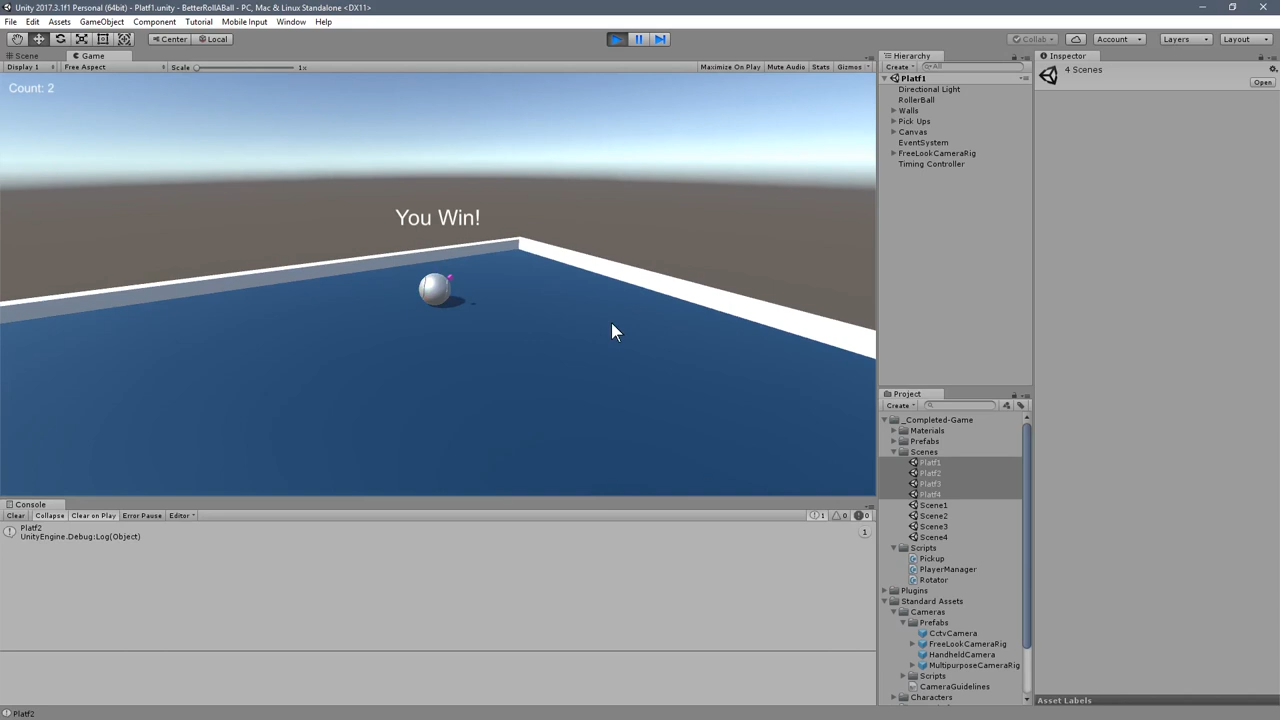 Unity 2017.3.1f1 Personal (64bit) - Platf1.unity - BetterRollABall - PC, Mac & Linux Standalone <DX11>
File Edit Assets GameObject Component Tutorial Mobile Input Window Help
Center Local Collab Account Layers Layout
Scene Game Hierarchy Inspector
Display 1 Free Aspect Scale 1x Maximize On Play Mute Audio Stats Gizmos Create All 4 Scenes
Open
Count: 2
You Win!
Platf1
Directional Light
RollerBall
Walls
Pick Ups
Canvas
EventSystem
FreeLookCameraRig
Timing Controller
Project
Create
_Completed-Game
Materials
Prefabs
Scenes
Platf1
Platf2
Platf3
Platf4
Scene1
Scene2
Scene3
Scene4
Scripts
Pickup
PlayerManager
Rotator
Plugins
Standard Assets
Cameras
Prefabs
CctvCamera
FreeLookCameraRig
HandheldCamera
MultipurposeCameraRig
Scripts
CameraGuidelines
Characters
Console
Clear Collapse Clear on Play Error Pause Editor 1 0 0
Platf2
UnityEngine.Debug:Log(Object) 1
Asset Labels
Platf2